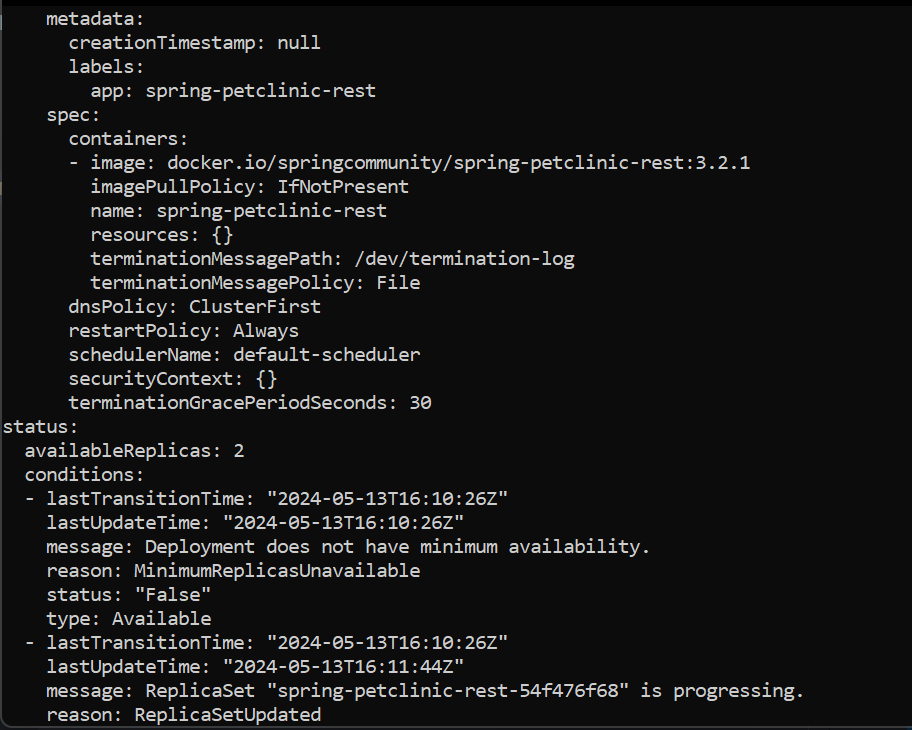 metadata:
creationTimestamp: null
labels:
app: spring-petclinic-rest
spec:
containers:
- image: docker.io/springcommunity/spring-petclinic-rest:3.2.1
imagePullPolicy: IfNotPresent
name: spring-petclinic-rest
resources: {}
terminationMessagePath: /dev/termination-log
terminationMessagePolicy: File
dnsPolicy: ClusterFirst
restartPolicy: Always
schedulerName: default-scheduler
securityContext: {}
terminationGracePeriodSeconds: 30
status:
availableReplicas: 2
conditions:
- lastTransitionTime: "2024-05-13T16:10:26Z"
lastUpdateTime: "2024-05-13T16:10:26Z"
message: Deployment does not have minimum availability.
reason: MinimumReplicasUnavailable
status: "False"
type: Available
- lastTransitionTime: "2024-05-13T16:10:26Z"
lastUpdateTime: "2024-05-13T16:11:44Z"
message: ReplicaSet "spring-petclinic-rest-54f476f68" is progressing.
reason: ReplicaSetUpdated